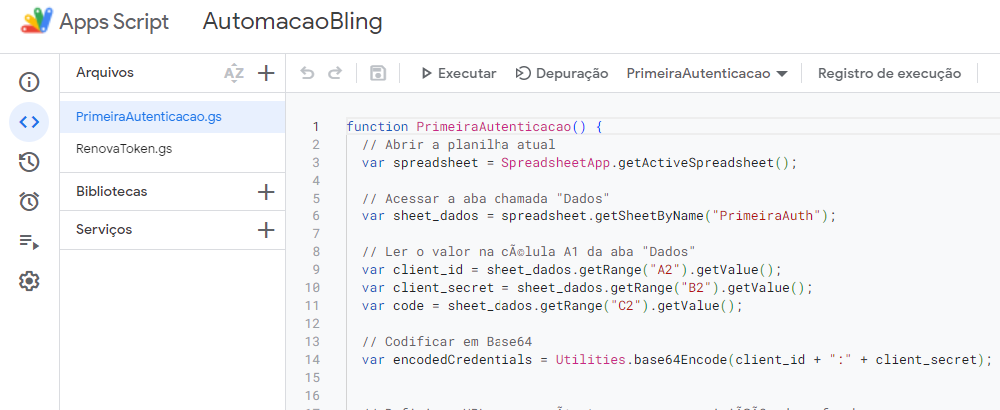 Apps Script AutomacaoBling
Arquivos
AZ
Executar Depuração PrimeiraAutenticacao Registro de execução
PrimeiraAutenticacao.gs
RenovaToken.gs
Bibliotecas
Serviços
1 function PrimeiraAutenticacao() {
2 // Abrir a planilha atual
3 var spreadsheet = SpreadsheetApp.getActiveSpreadsheet();
4
5 // Acessar a aba chamada "Dados"
6 var sheet_dados = spreadsheet.getSheetByName("PrimeiraAuth");
7
8 // Ler o valor na cÃ©lula A1 da aba "Dados"
9 var client_id = sheet_dados.getRange("A2").getValue();
10 var client_secret = sheet_dados.getRange("B2").getValue();
11 var code = sheet_dados.getRange("C2").getValue();
12
13 // Codificar em Base64
14 var encodedCredentials = Utilities.base64Encode(client_id + ":" + client_secret);
15
16